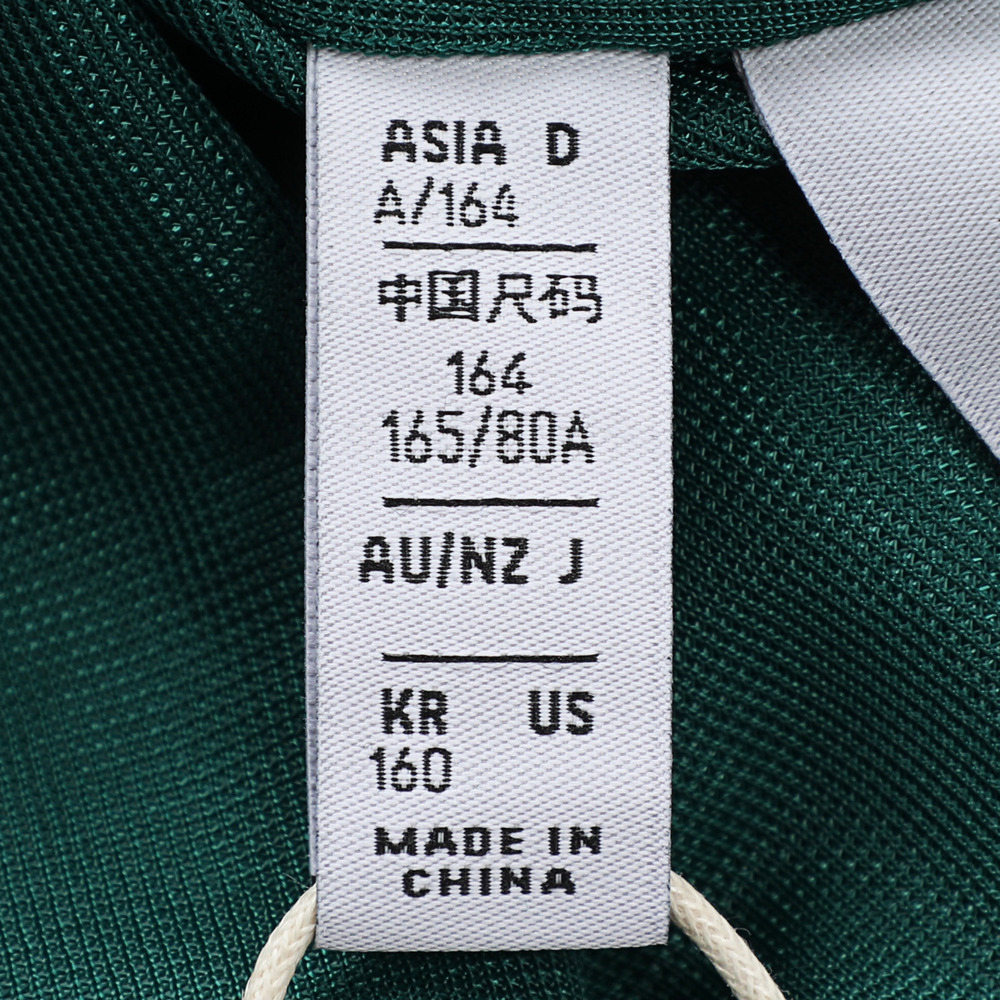 ASIA D
A/164
中国尺码
164
165/80A
AU/NZ J
KR US
160
MADE IN
CHINA